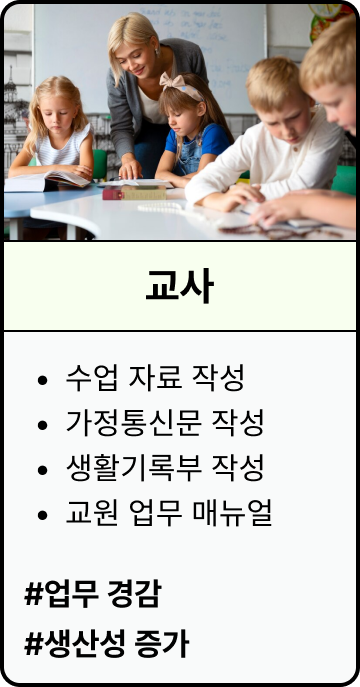 교사
• 수업 자료 작성
• 가정통신문 작성
• 생활기록부 작성
• 교원 업무 매뉴얼
#업무 경감
#생산성 증가